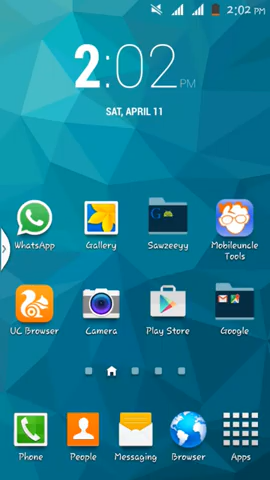 2:02 PM
2:02 PM
SAT, APRIL 11
WhatsApp Gallery Sawzeeyy Mobileuncle Tools
UC Browser Camera Play Store Google
Phone People Messaging Browser Apps